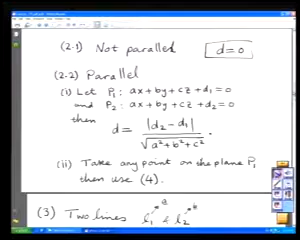 (2.1) Not parallel d=0
(2.2) Parallel
(i) Let P₁: ax+by+cz+d₁=0
and P₂: ax+by+cz+d₂=0
then
d = |d₂-d₁| / √(a²+b²+c²) .
(ii) Take any point on the plane P₁
then use (4).
(3) Two lines l₁ & l₂